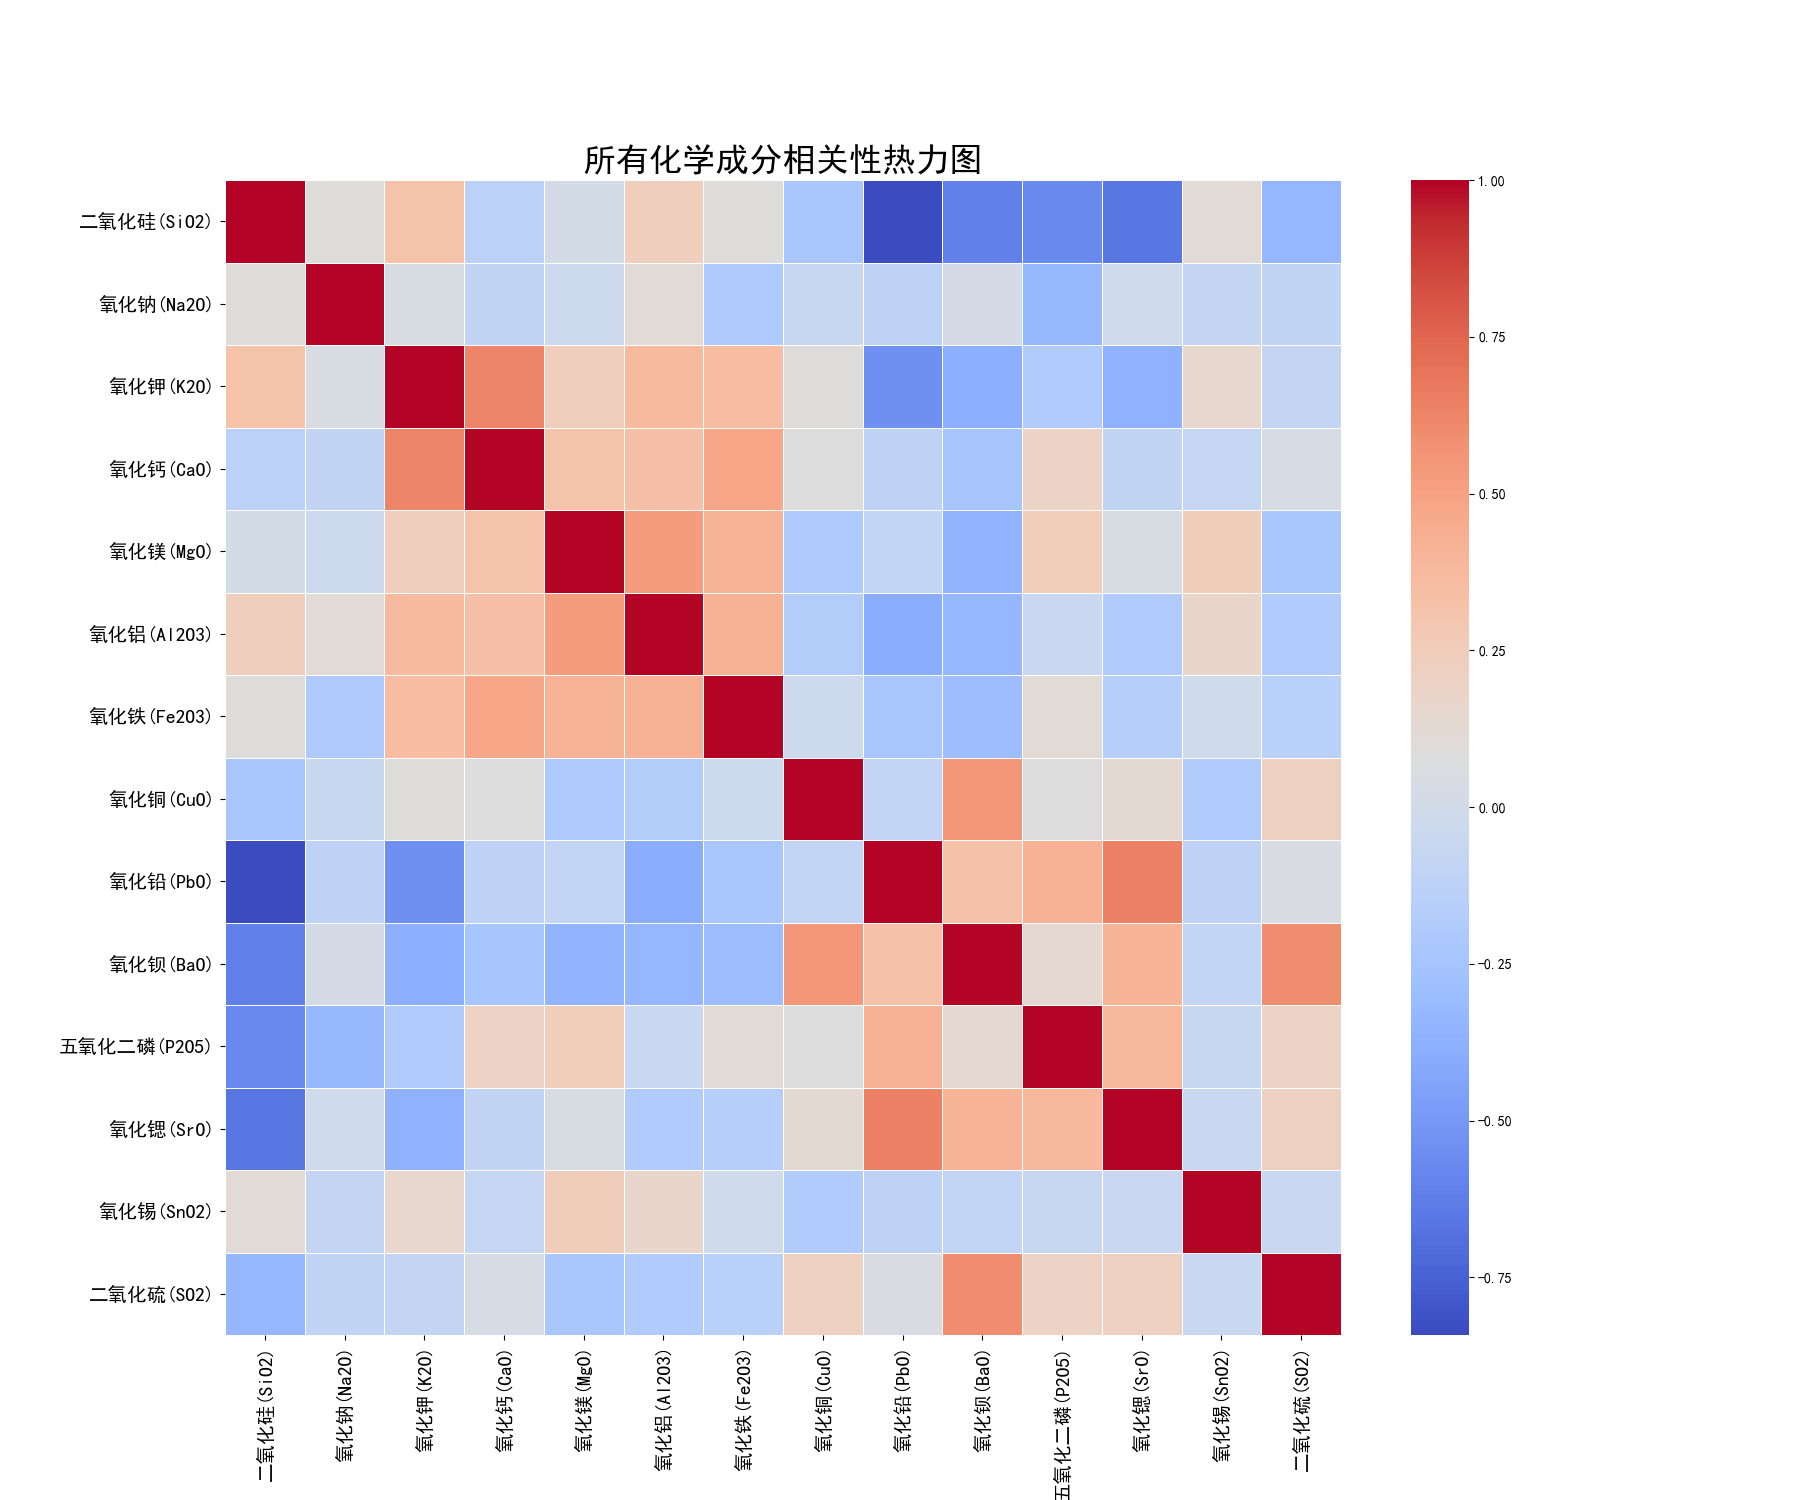 所有化学成分相关性热力图
二氧化硅(SiO2)
氧化钠(Na2O)
氧化钾(K2O)
氧化钙(CaO)
氧化镁(MgO)
氧化铝(Al2O3)
氧化铁(Fe2O3)
氧化铜(CuO)
氧化铅(PbO)
氧化钡(BaO)
五氧化二磷(P2O5)
氧化锶(SrO)
氧化锡(SnO2)
二氧化硫(SO2)
二氧化硅(SiO2)
氧化钠(Na2O)
氧化钾(K2O)
氧化钙(CaO)
氧化镁(MgO)
氧化铝(Al2O3)
氧化铁(Fe2O3)
氧化铜(CuO)
氧化铅(PbO)
氧化钡(BaO)
五氧化二磷(P2O5)
氧化锶(SrO)
氧化锡(SnO2)
二氧化硫(SO2)
1.00
0.75
0.50
0.25
0.00
-0.25
-0.50
-0.75